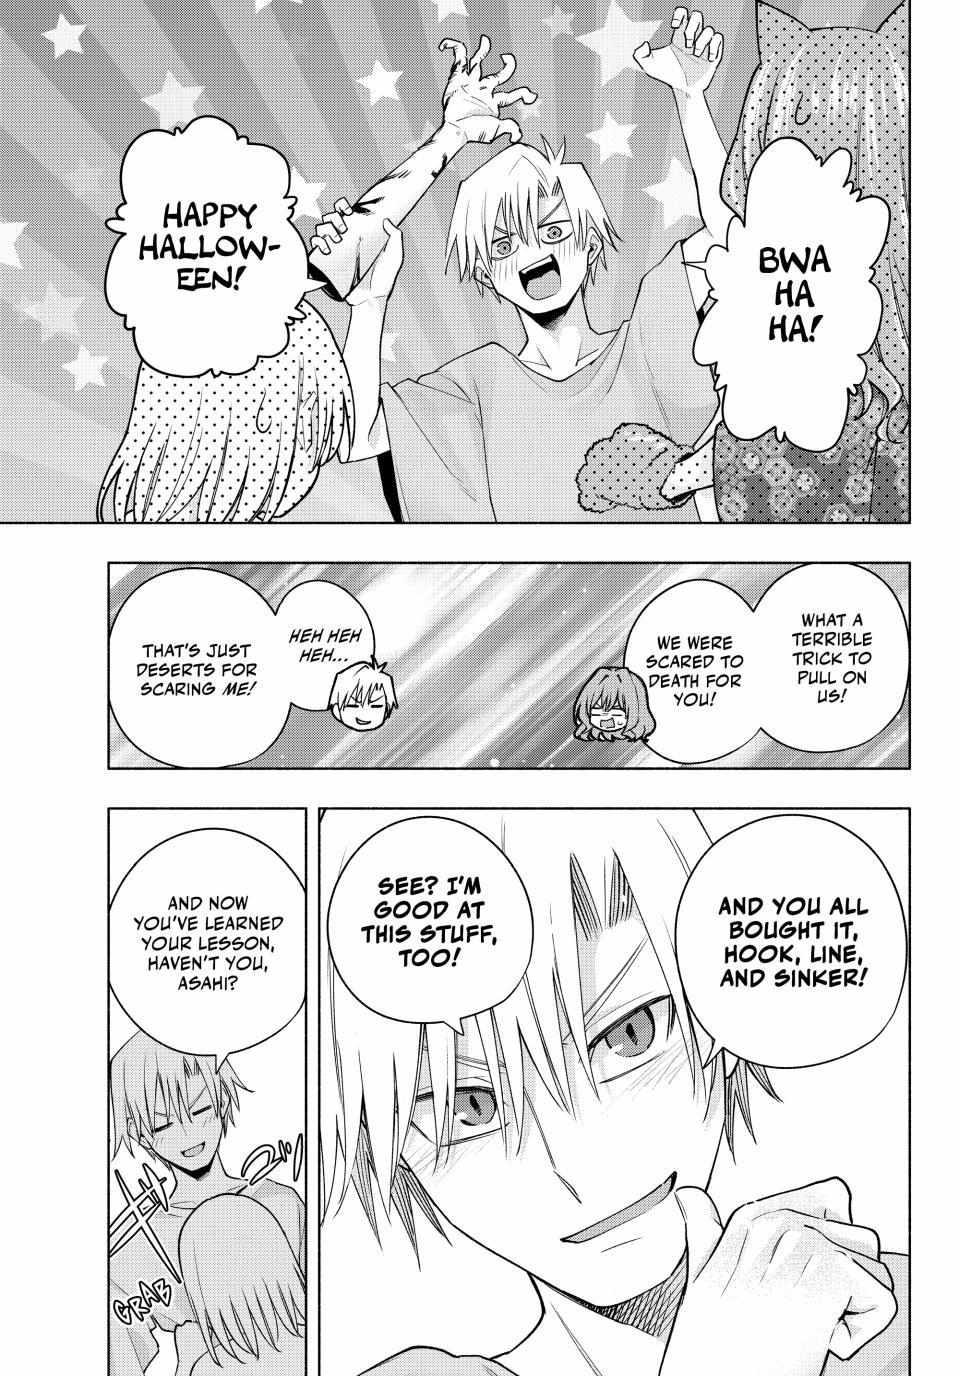 BWA
HA
HA!
HAPPY
HALLOW-
EEN!
WHAT A
TERRIBLE
TRICK TO
PULL ON
US!
WE WERE
SCARED TO
DEATH FOR
YOU!
HEH HEH
HEH...
THAT'S JUST
DESERTS FOR
SCARING ME!
AND YOU ALL
BOUGHT IT,
HOOK, LINE,
AND SINKER!
SEE? I'M
GOOD AT
THIS STUFF,
TOO!
AND NOW
YOU'VE LEARNED
YOUR LESSON,
HAVEN'T YOU,
ASAHI?
GRAB